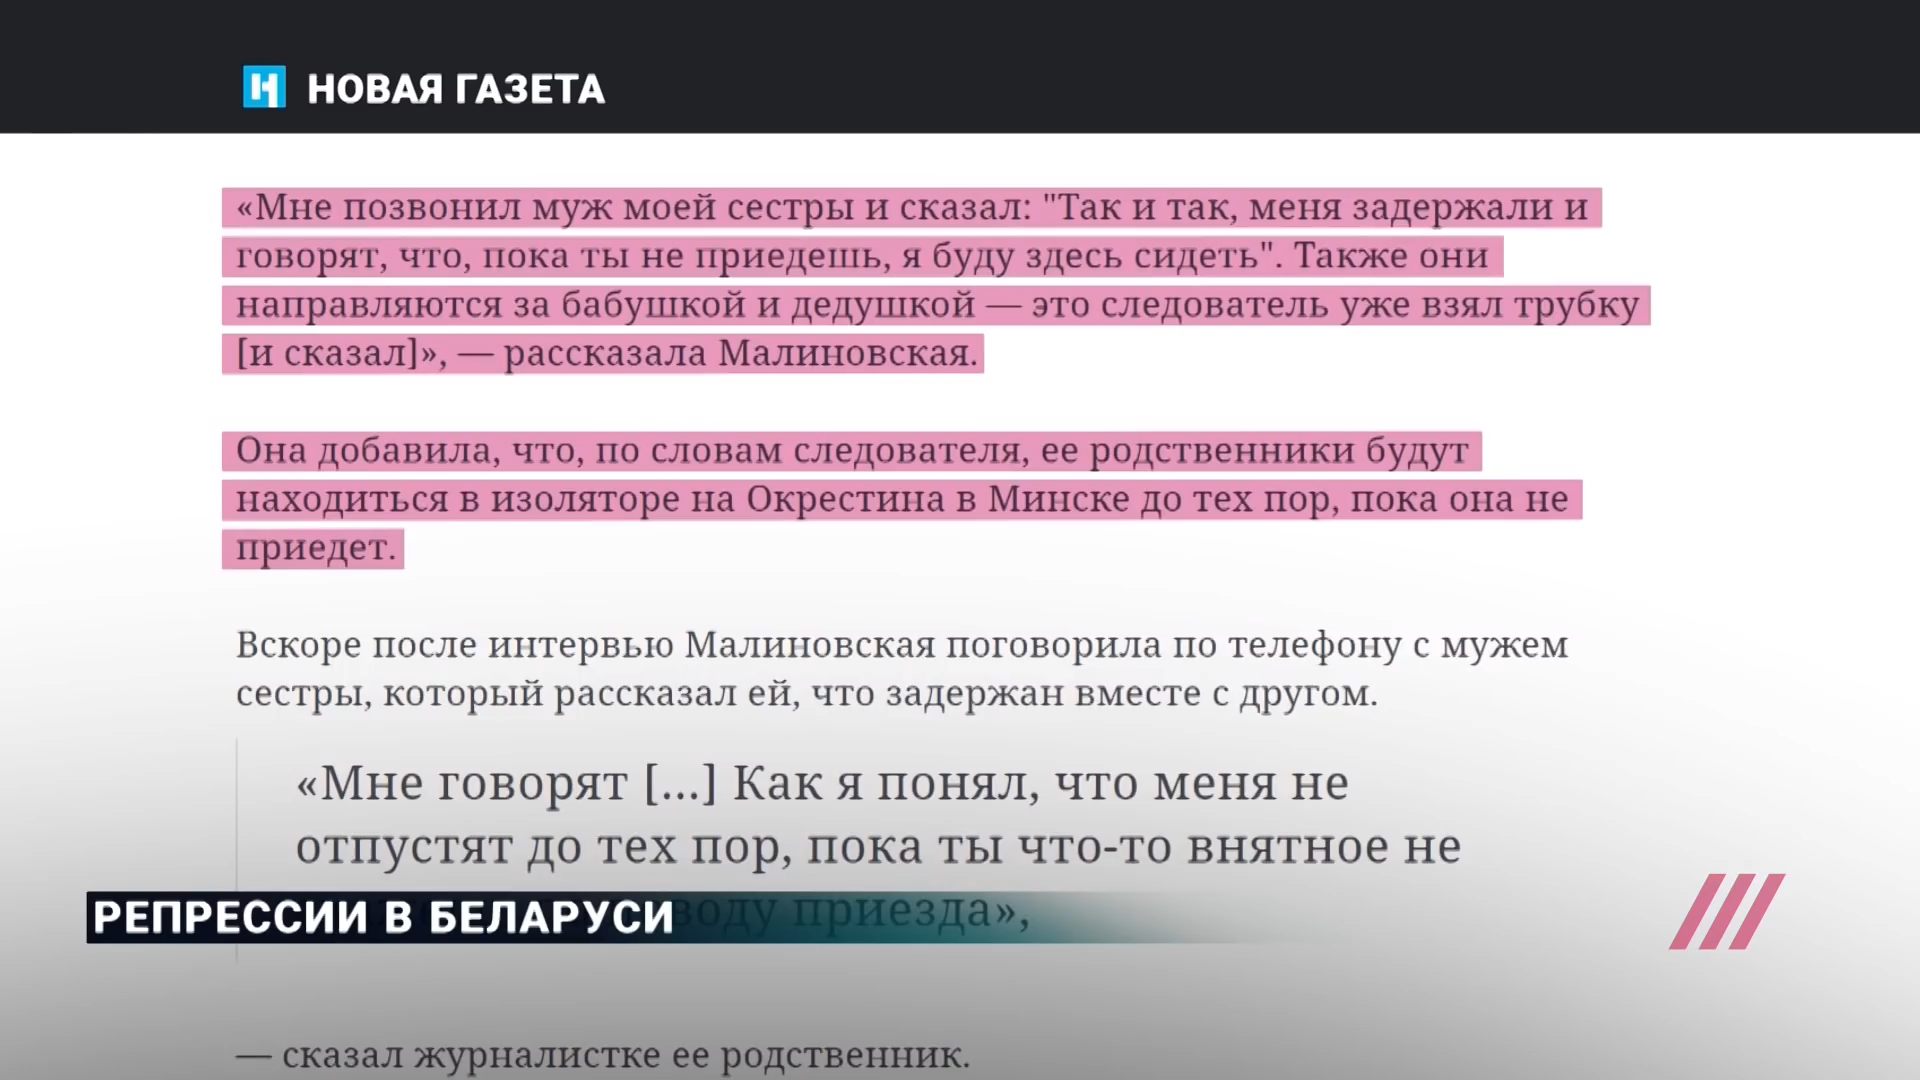 НОВАЯ ГАЗЕТА
«Мне позвонил муж моей сестры и сказал: "Так и так, меня задержали и
говорят, что, пока ты не приедешь, я буду здесь сидеть". Также они
направляются за бабушкой и дедушкой — это следователь уже взял трубку
[и сказал]», — рассказала Малиновская.
Она добавила, что, по словам следователя, ее родственники будут
находиться в изоляторе на Окрестина в Минске до тех пор, пока она не
приедет.
Вскоре после интервью Малиновская поговорила по телефону с мужем
сестры, который рассказал ей, что задержан вместе с другом.
«Мне говорят [...] Как я понял, что меня не
отпустят до тех пор, пока ты что-то внятное не
приезда»,
РЕПРЕССИИ В БЕЛАРУСИ
— сказал журналистке ее родственник.